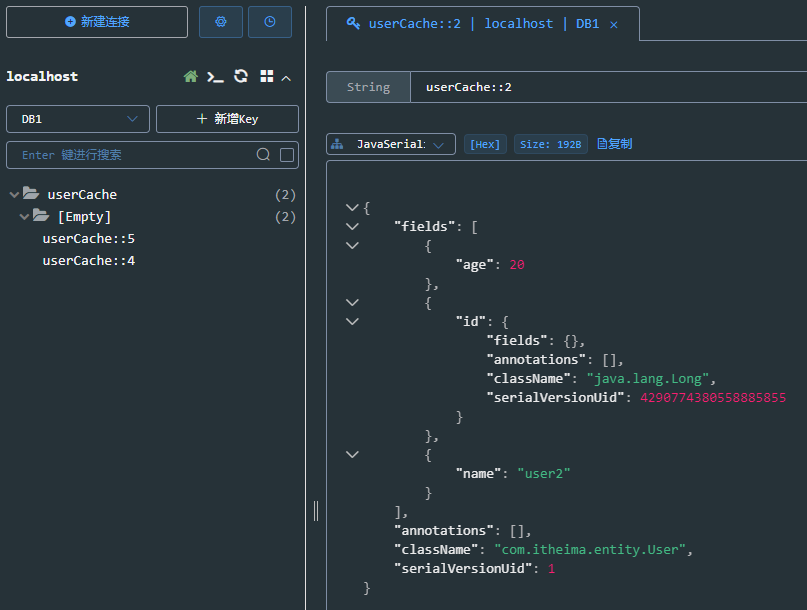 新建连接
localhost
DB1
新增Key
Enter 键进行搜索
userCache (2)
[Empty] (2)
userCache::5
userCache::4
userCache::2 | localhost | DB1 ×
String userCache::2
JavaSerial: [Hex] Size: 192B 复制
{
"fields": [
{
"age": 20
},
{
"id": {
"fields": {},
"annotations": [],
"className": "java.lang.Long",
"serialVersionUid": 4290774380558885855
}
},
{
"name": "user2"
}
],
"annotations": [],
"className": "com.itheima.entity.User",
"serialVersionUid": 1
}